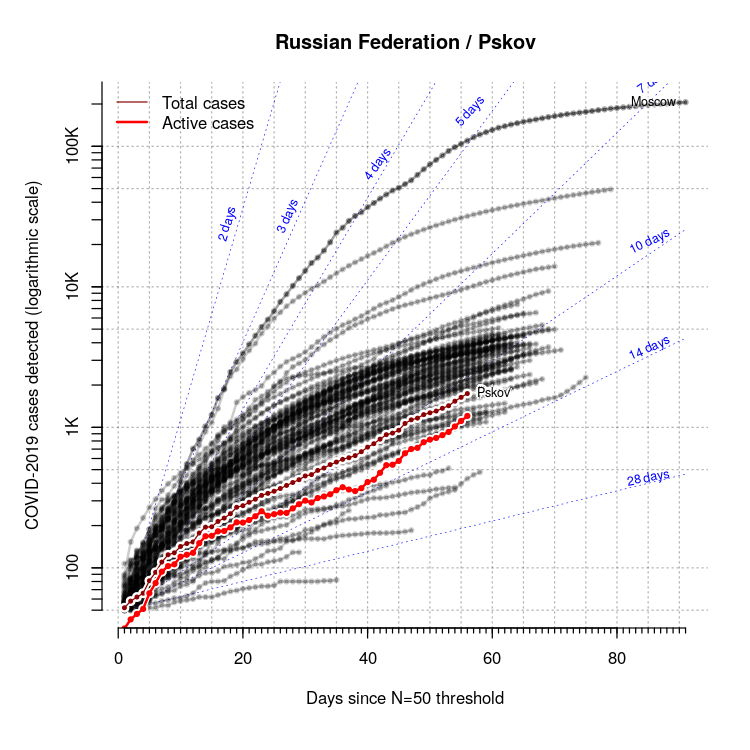 Russian Federation / Pskov
Total cases
Active cases
2 days
3 days
4 days
5 days
7 da
10 days
14 days
28 days
Moscow
Pskov
COVID-2019 cases detected (logarithmic scale)
100
1K
10K
100K
0
20
40
60
80
Days since N=50 threshold